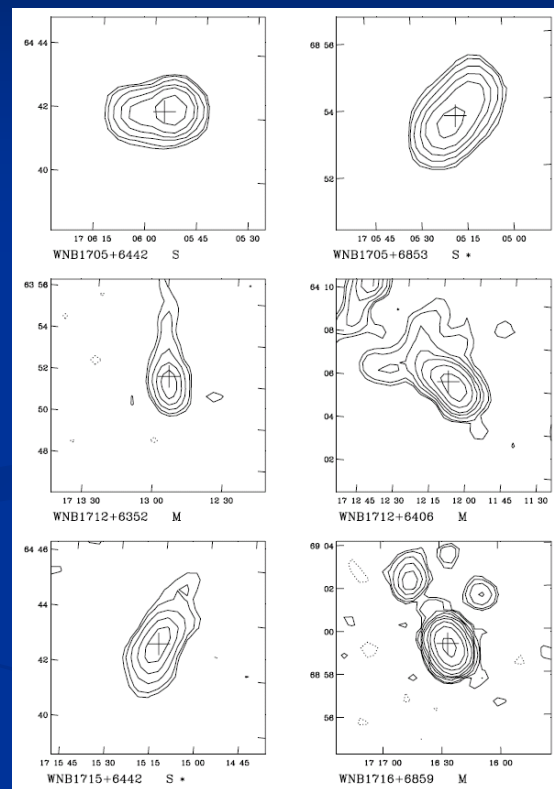 64 44
42
40
17 06 15 06 00 05 45 05 30
WNB1705+6442 S
68 56
54
52
17 05 45 05 30 05 15 05 00
WNB1705+6853 S *
63 56
54
52
50
48
17 13 30 13 00 12 30
WNB1712+6352 M
64 10
08
06
04
02
17 12 45 12 30 12 15 12 00 11 45 11 30
WNB1712+6406 M
64 46
44
42
40
17 15 45 15 30 15 15 15 00 14 45
WNB1715+6442 S *
69 04
02
00
68 58
56
17 17 00 16 30 16 00
WNB1716+6859 M